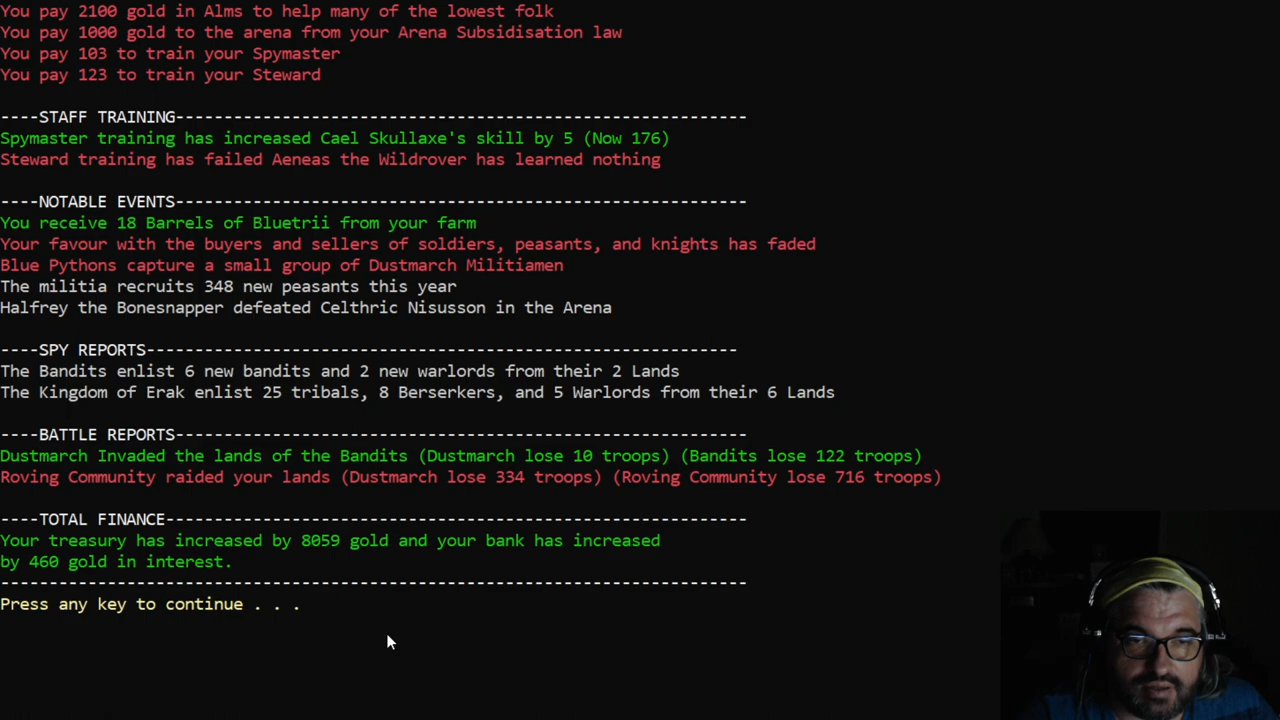 You pay 2100 gold in Alms to help many of the lowest folk
You pay 1000 gold to the arena from your Arena Subsidisation law
You pay 103 to train your Spymaster
You pay 123 to train your Steward
----STAFF TRAINING-----------------------------------------------------------
Spymaster training has increased Cael Skullaxe's skill by 5 (Now 176)
Steward training has failed Aeneas the Wildrover has learned nothing
----NOTABLE EVENTS-----------------------------------------------------------
You receive 18 Barrels of Bluetrii from your farm
Your favour with the buyers and sellers of soldiers, peasants, and knights has faded
Blue Pythons capture a small group of Dustmarch Militiamen
The militia recruits 348 new peasants this year
Halfrey the Bonesnapper defeated Celthric Nisusson in the Arena
----SPY REPORTS-------------------------------------------------------------
The Bandits enlist 6 new bandits and 2 new warlords from their 2 Lands
The Kingdom of Erak enlist 25 tribals, 8 Berserkers, and 5 Warlords from their 6 Lands
----BATTLE REPORTS-----------------------------------------------------------
Dustmarch Invaded the lands of the Bandits (Dustmarch lose 10 troops) (Bandits lose 122 troops)
Roving Community raided your lands (Dustmarch lose 334 troops) (Roving Community lose 716 troops)
----TOTAL FINANCE------------------------------------------------------------
Your treasury has increased by 8059 gold and your bank has increased
by 460 gold in interest.
-----------------------------------------------------------------------------
Press any key to continue . . .